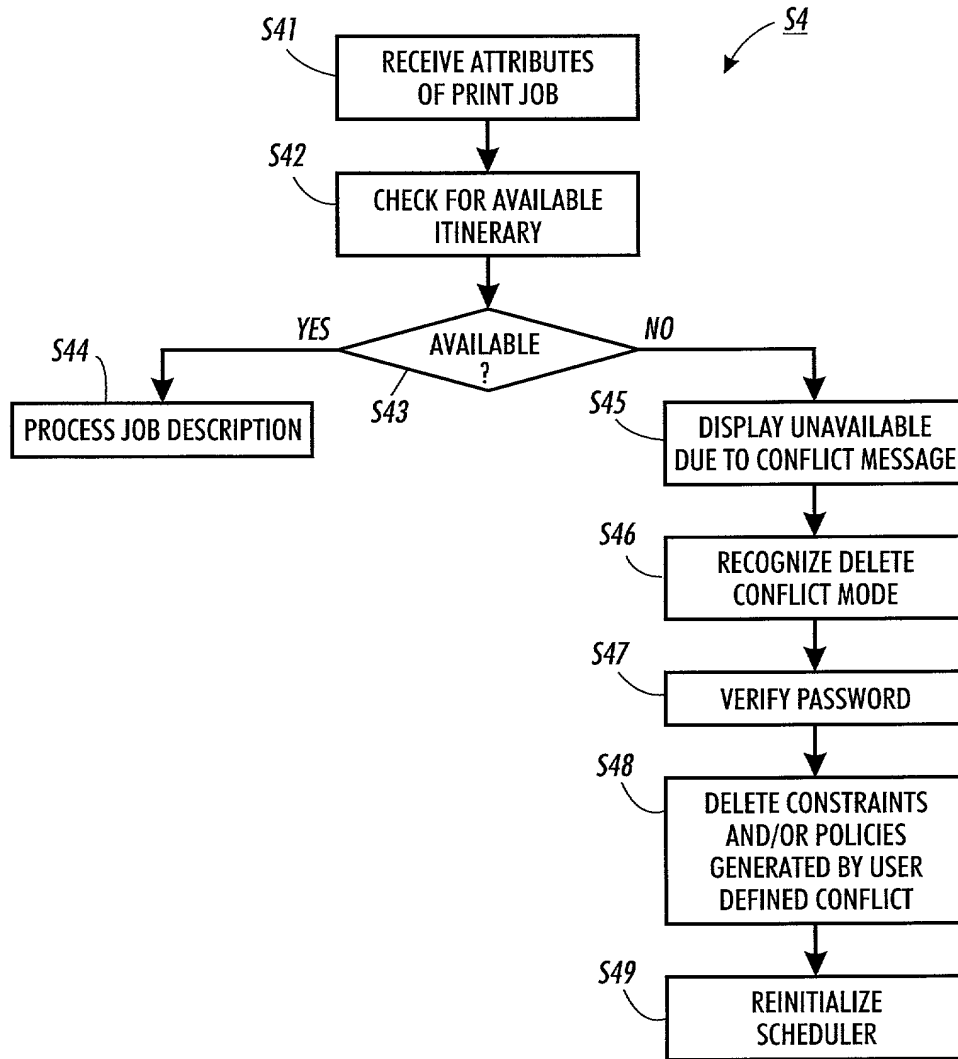 S4
S41
RECEIVE ATTRIBUTES
OF PRINT JOB
S42
CHECK FOR AVAILABLE
ITINERARY
YES
AVAILABLE
?
NO
S43
S44
PROCESS JOB DESCRIPTION
S45
DISPLAY UNAVAILABLE
DUE TO CONFLICT MESSAGE
S46
RECOGNIZE DELETE
CONFLICT MODE
S47
VERIFY PASSWORD
S48
DELETE CONSTRAINTS
AND/OR POLICIES
GENERATED BY USER
DEFINED CONFLICT
S49
REINITIALIZE
SCHEDULER